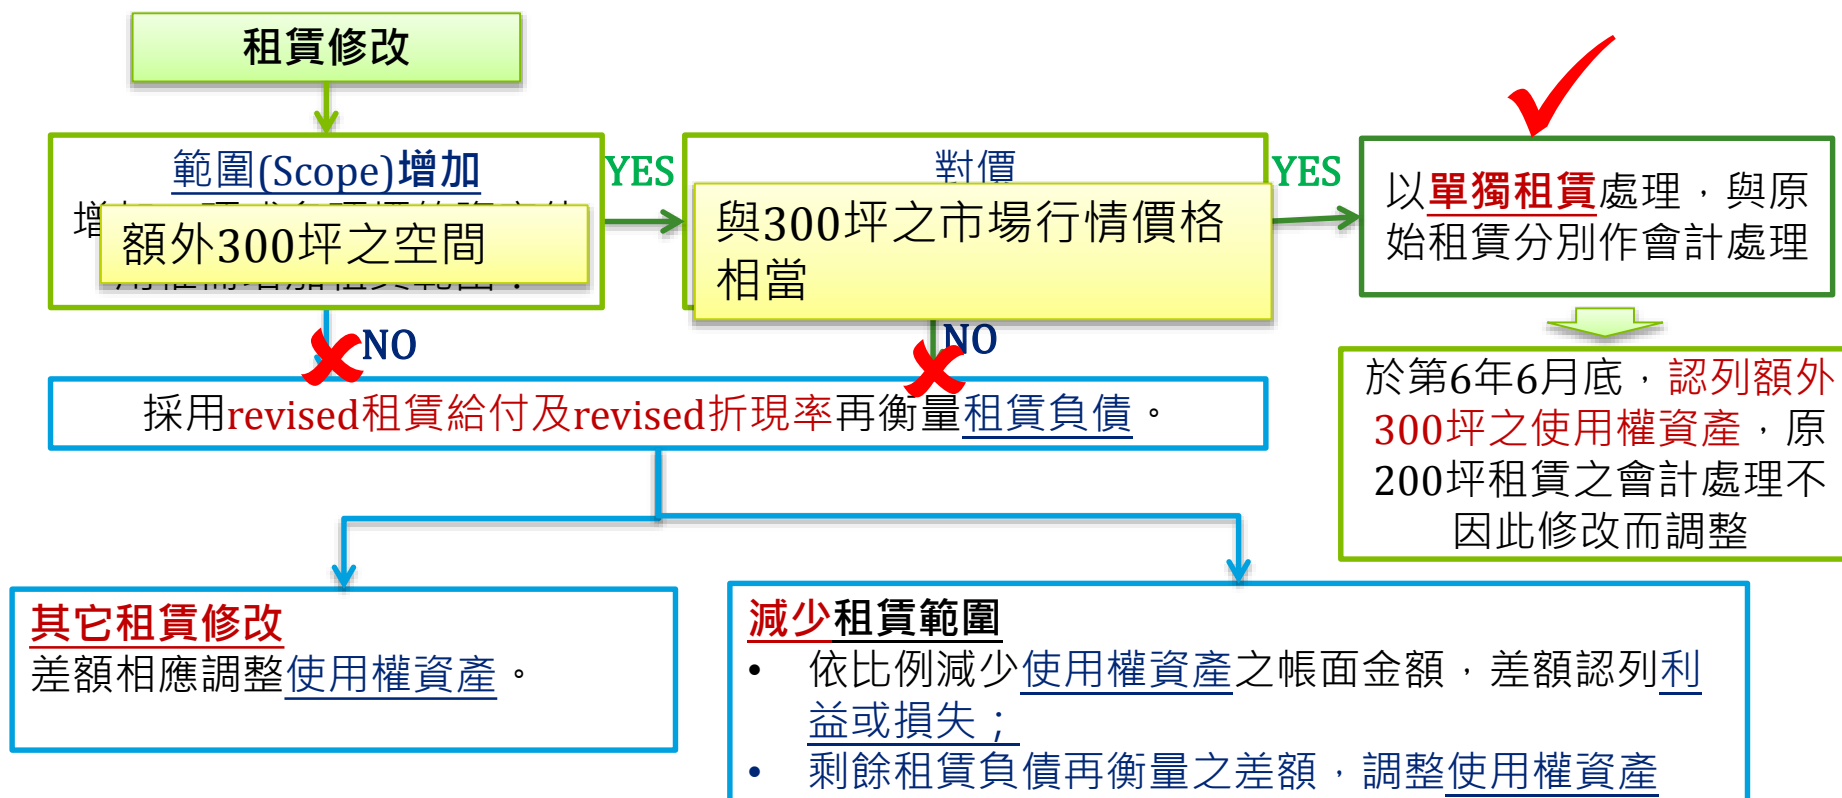 租賃修改
範圍(Scope)增加
YES
額外300坪之空間
對價
YES
與300坪之市場行情價格
相當
以單獨租賃處理，與原
始租賃分別作會計處理
NO
NO
採用revised租賃給付及revised折現率再衡量租賃負債。
於第6年6月底，認列額外
300坪之使用權資產，原
200坪租賃之會計處理不
因此修改而調整
其它租賃修改
差額相應調整使用權資產。
減少租賃範圍
• 依比例減少使用權資產之帳面金額，差額認列利
益或損失；
• 剩餘租賃負債再衡量之差額，調整使用權資產